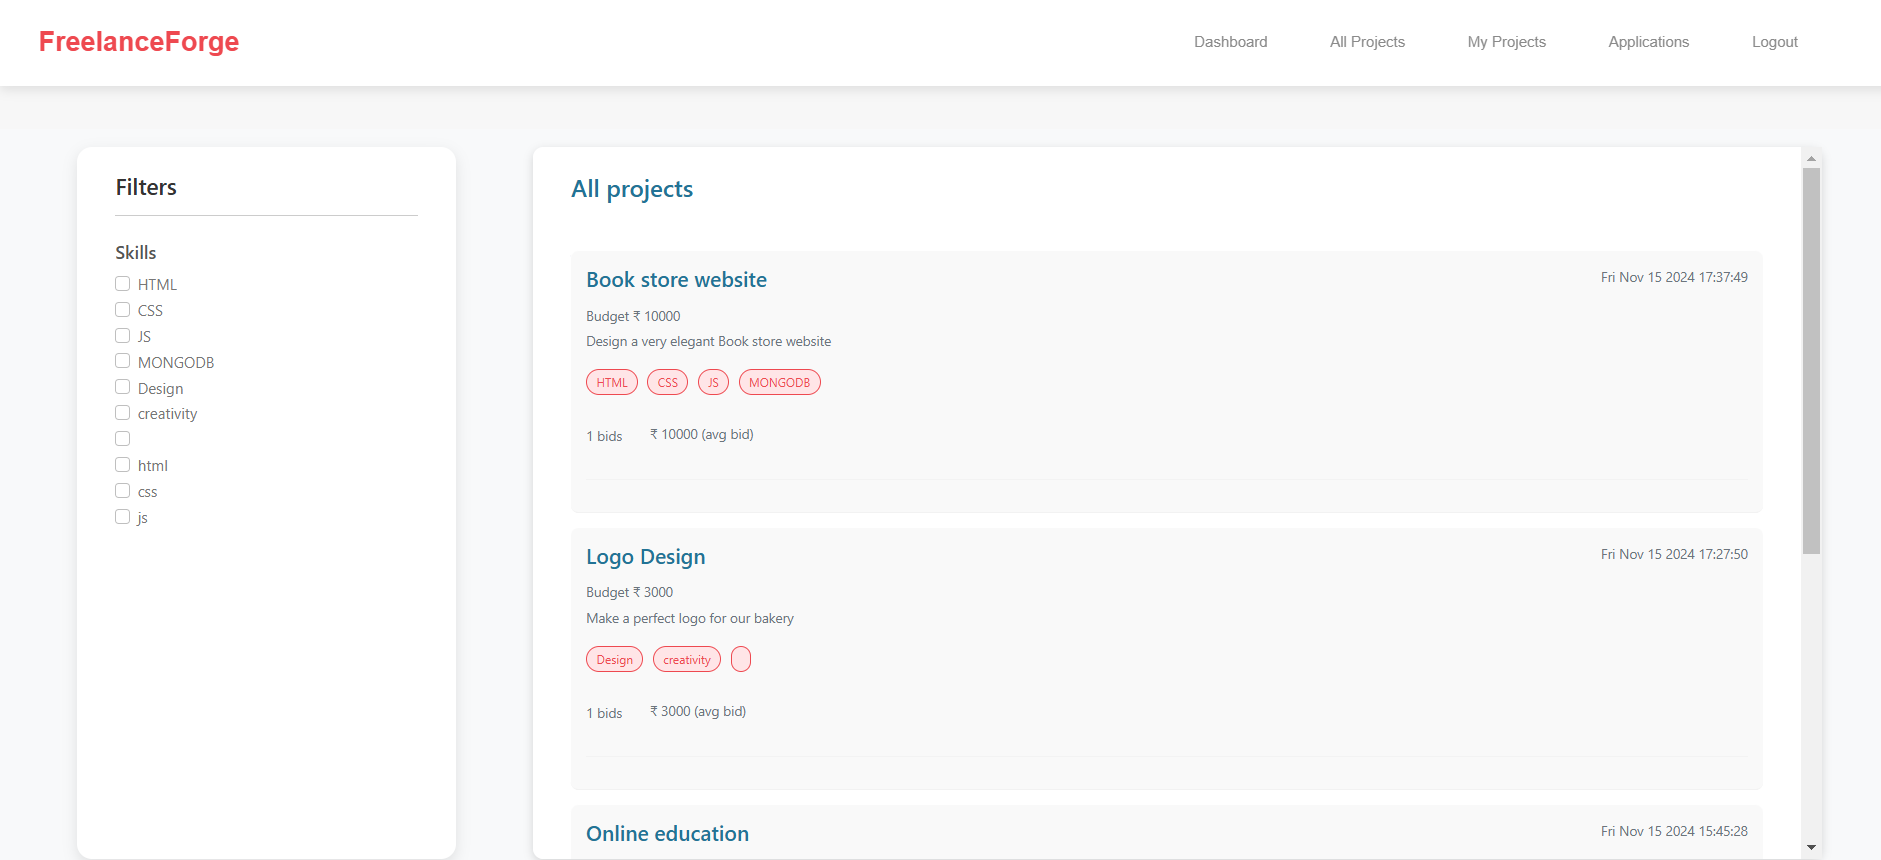 FreelanceForge
Dashboard All Projects My Projects Applications Logout
Filters
Skills
HTML
CSS
JS
MONGODB
Design
creativity
html
css
js
All projects
Book store website Fri Nov 15 2024 17:37:49
Budget ₹ 10000
Design a very elegant Book store website
HTML CSS JS MONGODB
1 bids ₹ 10000 (avg bid)
Logo Design Fri Nov 15 2024 17:27:50
Budget ₹ 3000
Make a perfect logo for our bakery
Design creativity
1 bids ₹ 3000 (avg bid)
Online education Fri Nov 15 2024 15:45:28